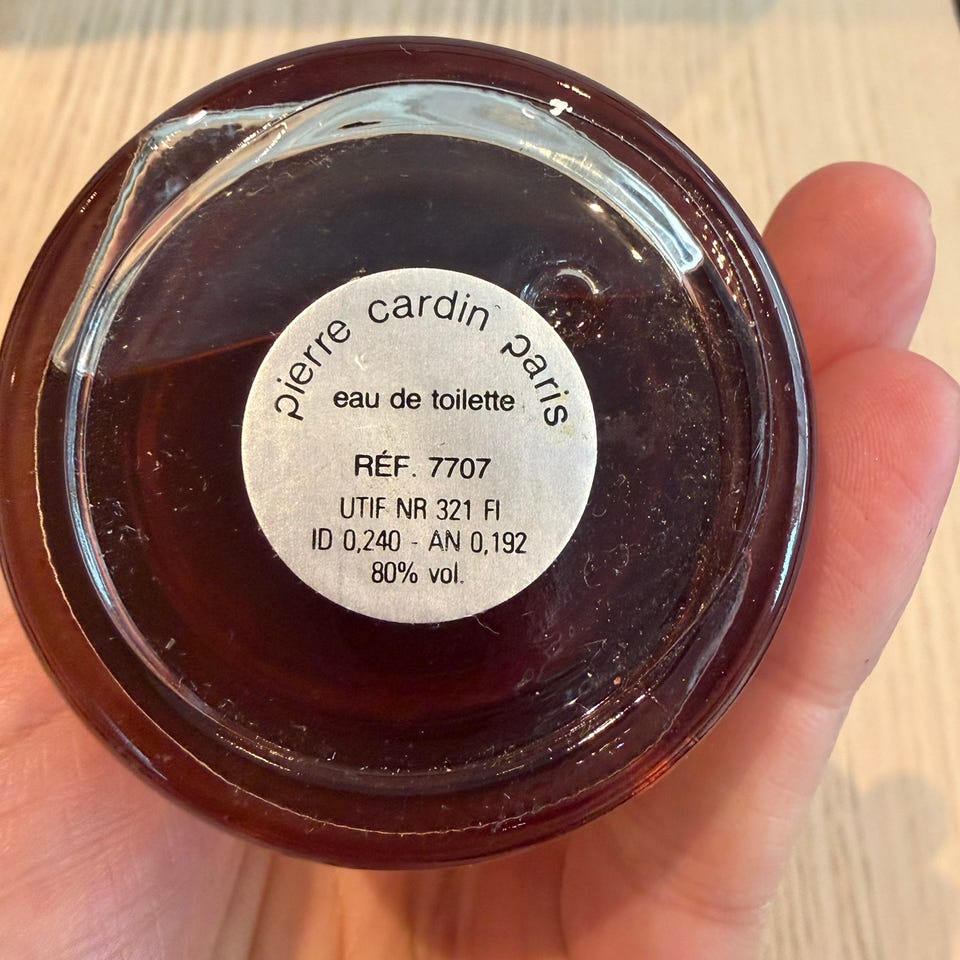 pierre cardin paris
eau de toilette
RÉF. 7707
UTIF NR 321 FI
ID 0,240 - AN 0,192
80% vol.